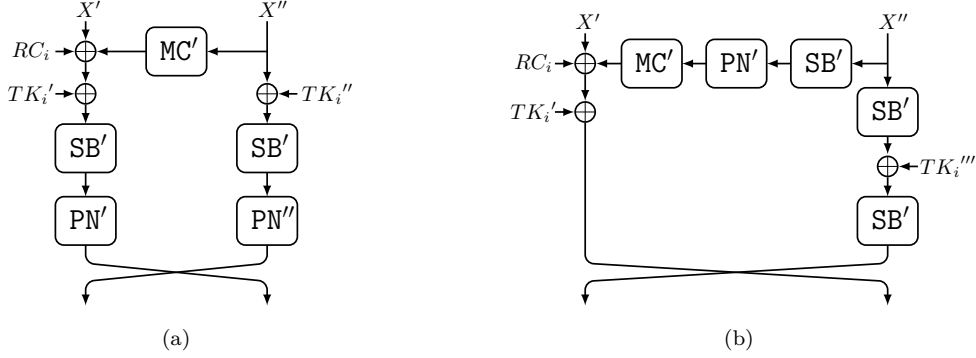 X′ X″
RC_i MC′
TK_i′ TK_i″
SB′ SB′
PN′ PN″
(a)
X′ X″
RC_i MC′ PN′ SB′
TK_i′ SB′
TK_i‴
SB′
(b)